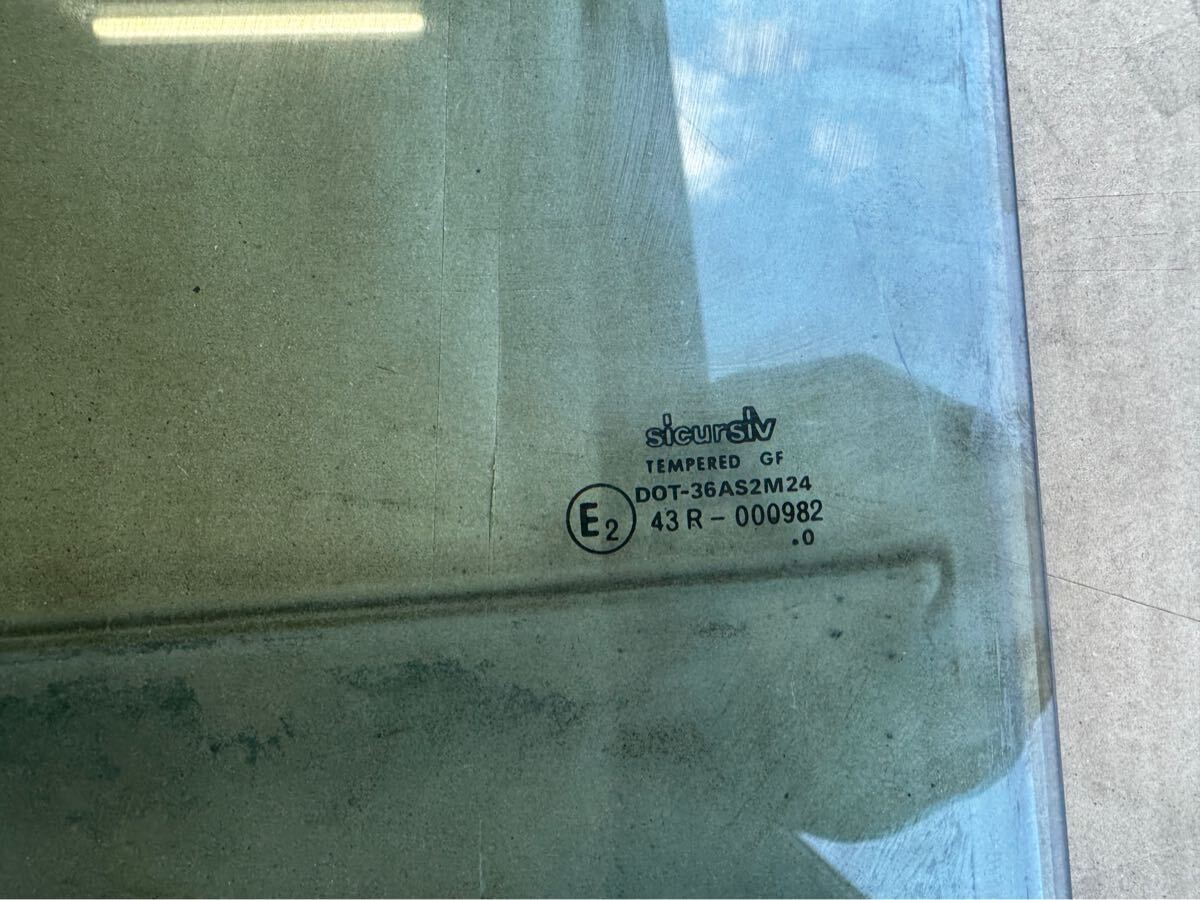 sicursiv
TEMPERED GF
DOT-36AS2M24
E2 43 R - 000982
.0